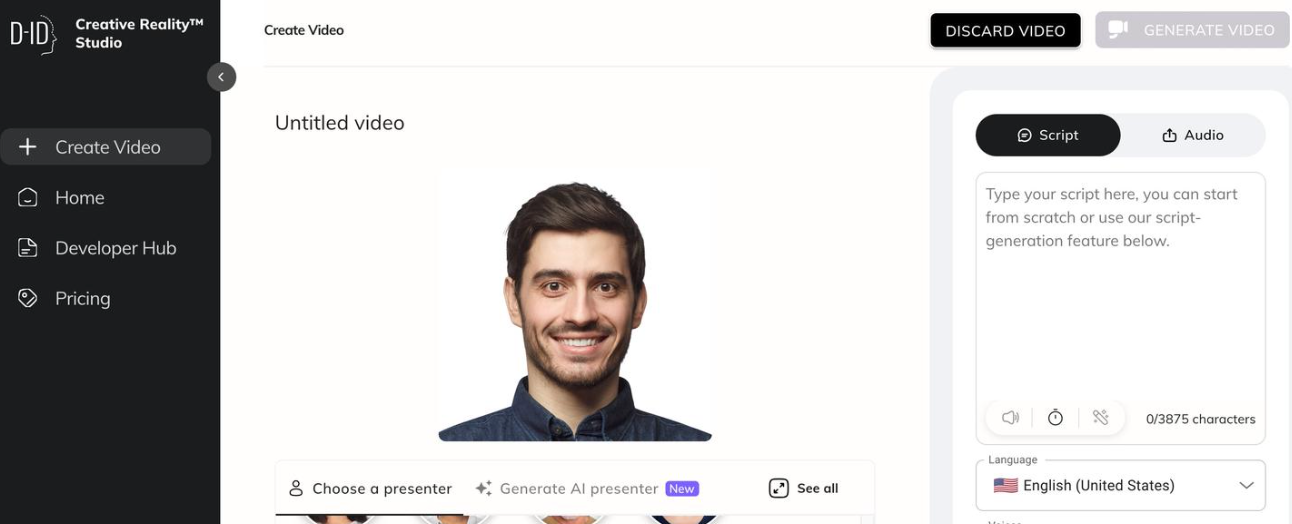 D-ID
Creative Reality™
Studio
Create Video
DISCARD VIDEO
GENERATE VIDEO
Create Video
Home
Developer Hub
Pricing
Untitled video
Script
Audio
Type your script here, you can start
from scratch or use our script-
generation feature below.
0/3875 characters
Language
English (United States)
Choose a presenter
Generate AI presenter
New
See all